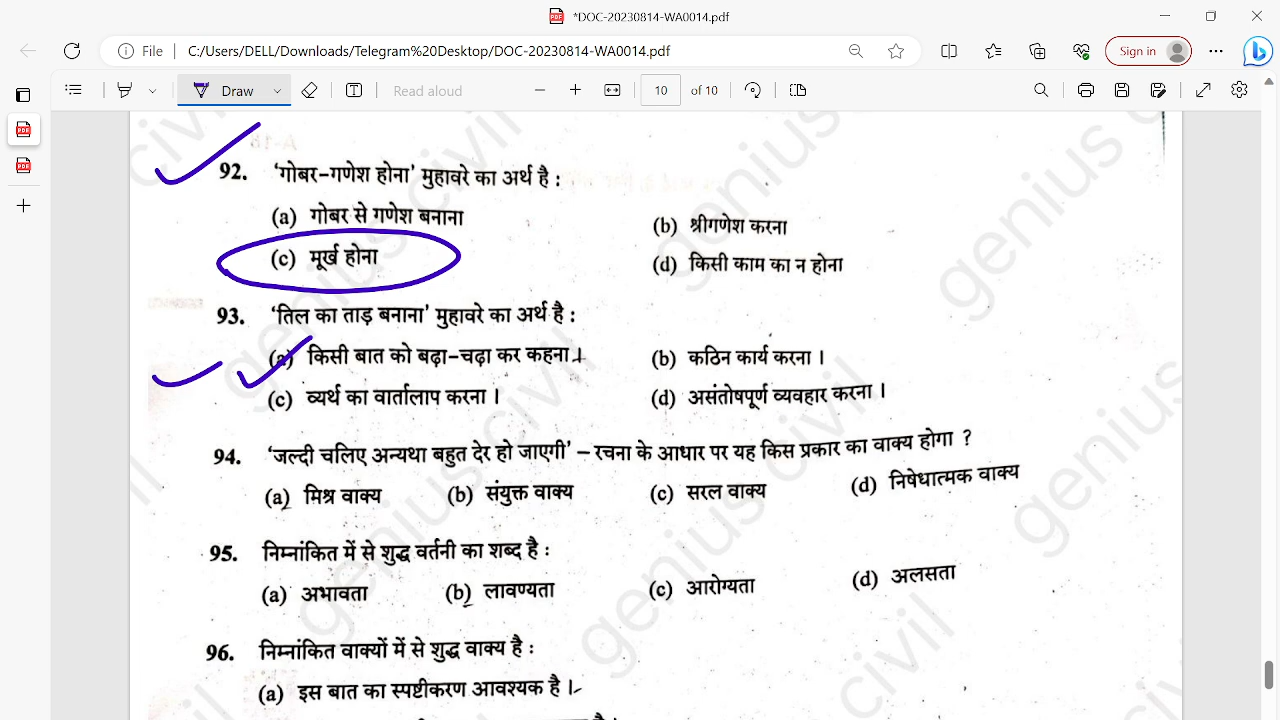 *DOC-20230814-WA0014.pdf
File C:/Users/DELL/Downloads/Telegram%20Desktop/DOC-20230814-WA0014.pdf Sign in
Draw Read aloud 10 of 10
92. ‘गोबर-गणेश होना’ मुहावरे का अर्थ है :
(a) गोबर से गणेश बनाना (b) श्रीगणेश करना
(c) मूर्ख होना (d) किसी काम का न होना
93. ‘तिल का ताड़ बनाना’ मुहावरे का अर्थ है :
(a) किसी बात को बढ़ा-चढ़ा कर कहना । (b) कठिन कार्य करना ।
(c) व्यर्थ का वार्तालाप करना । (d) असंतोषपूर्ण व्यवहार करना ।
94. ‘जल्दी चलिए अन्यथा बहुत देर हो जाएगी’ – रचना के आधार पर यह किस प्रकार का वाक्य होगा ?
(a) मिश्र वाक्य (b) संयुक्त वाक्य (c) सरल वाक्य (d) निषेधात्मक वाक्य
95. निम्नांकित में से शुद्ध वर्तनी का शब्द है :
(a) अभावता (b) लावण्यता (c) आरोग्यता (d) अलसता
96. निम्नांकित वाक्यों में से शुद्ध वाक्य है :
(a) इस बात का स्पष्टीकरण आवश्यक है ।
genius civil